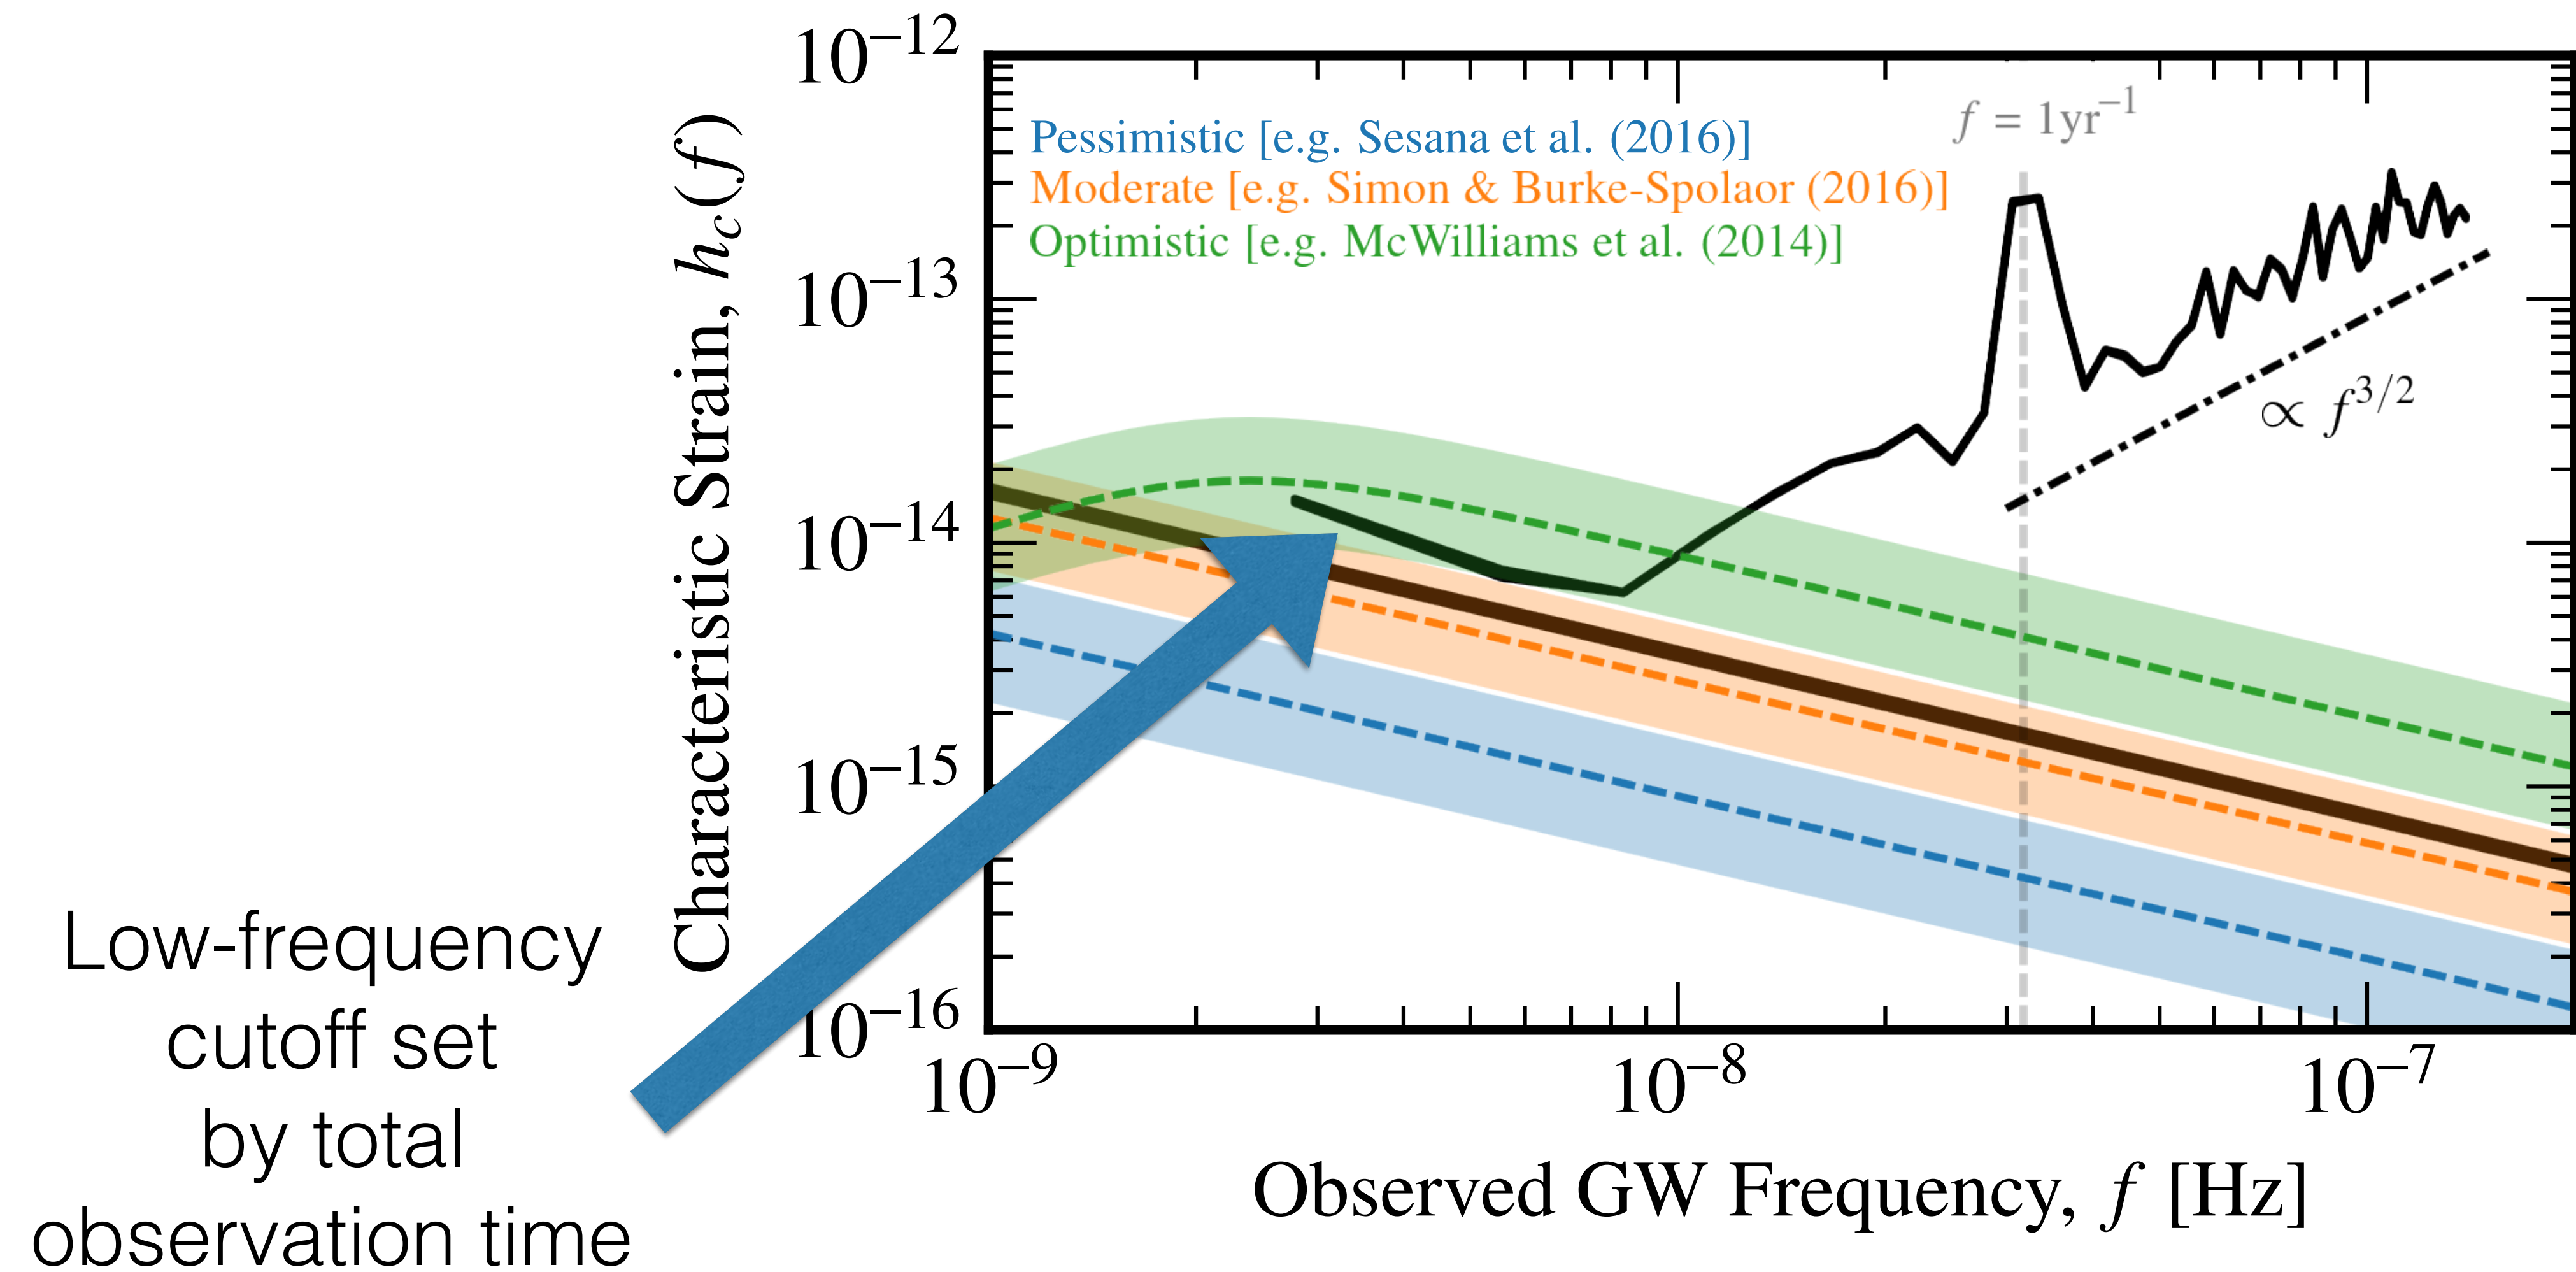 10⁻¹²
10⁻¹³
10⁻¹⁴
10⁻¹⁵
10⁻¹⁶
Characteristic Strain, h_c(f)
Pessimistic [e.g. Sesana et al. (2016)]
Moderate [e.g. Simon & Burke-Spolaor (2016)]
Optimistic [e.g. McWilliams et al. (2014)]
f = 1yr⁻¹
∝ f^{3/2}
Low-frequency
cutoff set
by total
observation time
10⁻⁹ 10⁻⁸ 10⁻⁷
Observed GW Frequency, f [Hz]